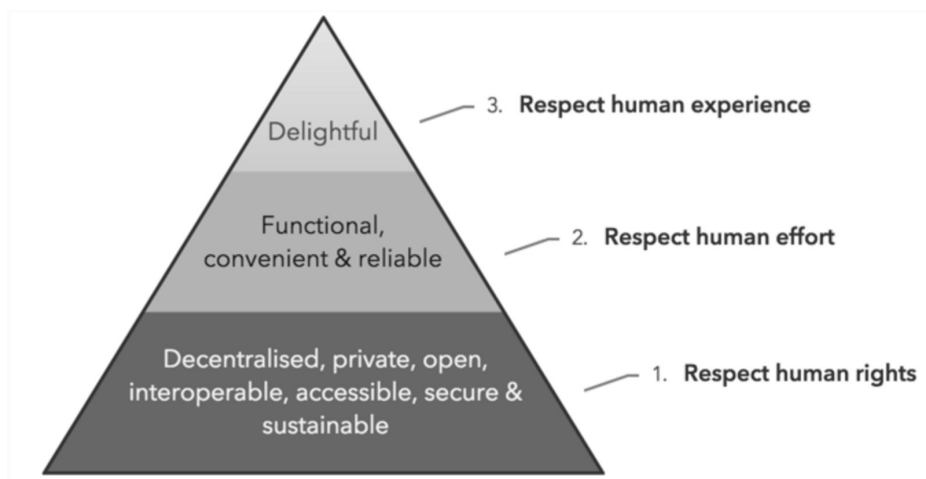 Delightful
3. Respect human experience
Functional,
convenient & reliable
2. Respect human effort
Decentralised, private, open,
interoperable, accessible, secure &
sustainable
1. Respect human rights